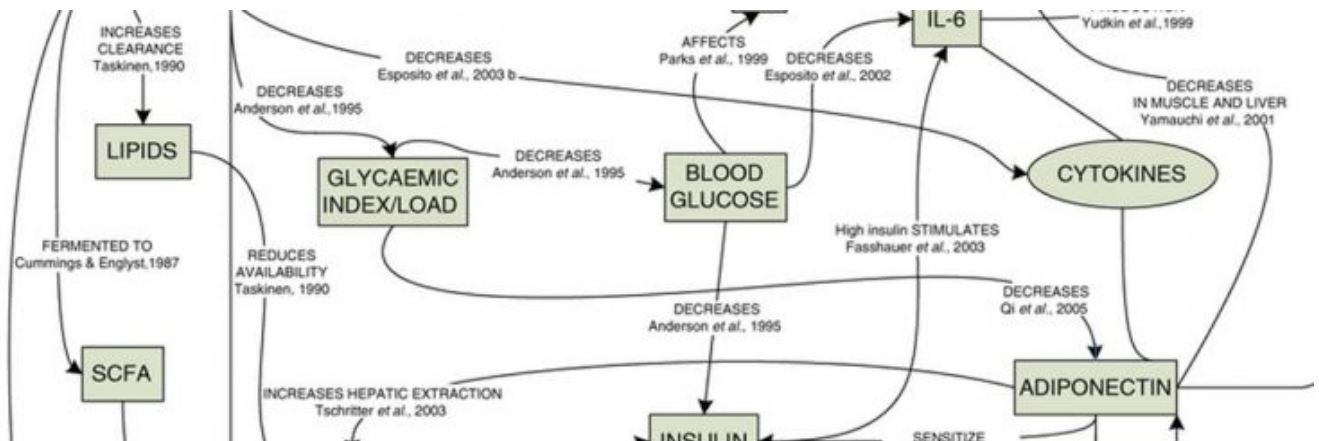 IL-6
Yudkin et al.,1999
INCREASES
CLEARANCE
Taskinen,1990
DECREASES
Esposito et al., 2003 b
AFFECTS
Parks et al., 1999
DECREASES
Esposito et al., 2002
DECREASES
Anderson et al.,1995
DECREASES
IN MUSCLE AND LIVER
Yamauchi et al., 2001
LIPIDS
GLYCAEMIC
INDEX/LOAD
DECREASES
Anderson et al., 1995
BLOOD
GLUCOSE
CYTOKINES
FERMENTED TO
Cummings & Englyst,1987
REDUCES
AVAILABILITY
Taskinen, 1990
High insulin STIMULATES
Fasshauer et al., 2003
DECREASES
Qi et al., 2005
DECREASES
Anderson et al., 1995
SCFA
ADIPONECTIN
INCREASES HEPATIC EXTRACTION
Tschritter et al., 2003
INSULIN
SENSITIZE